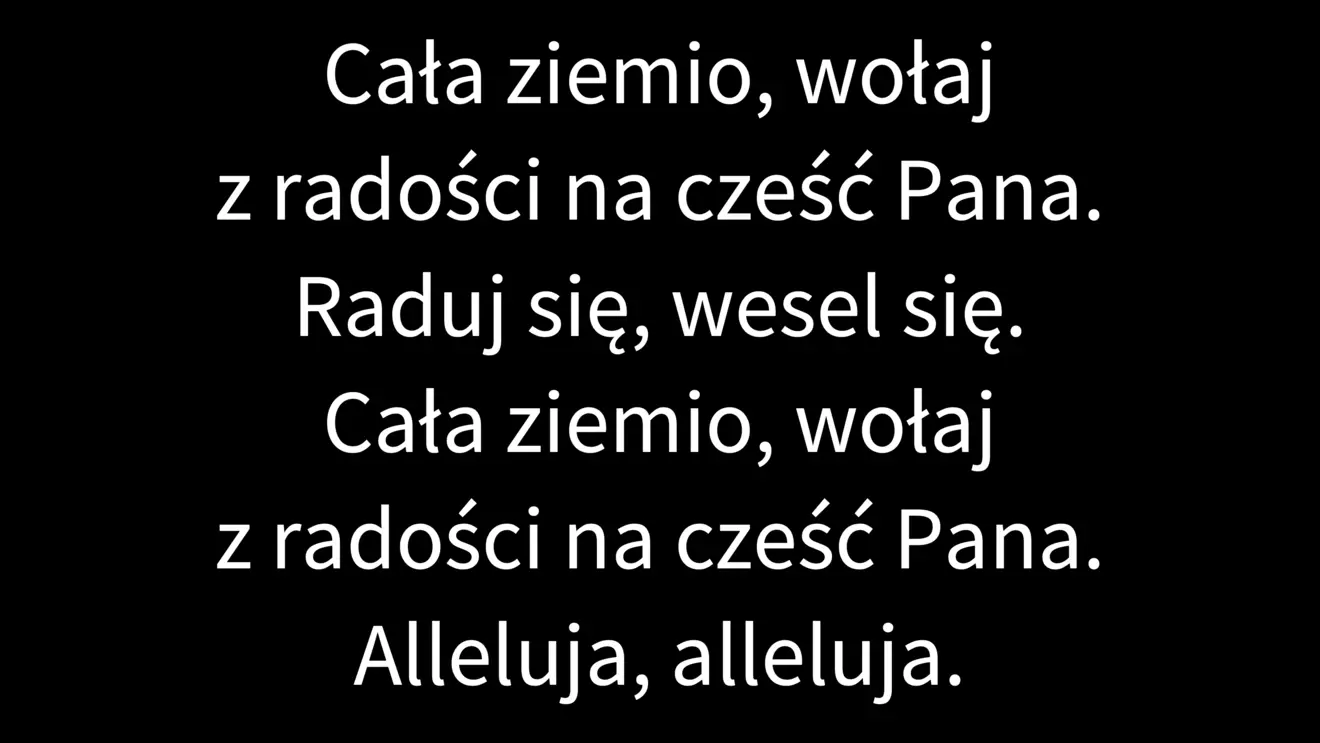 Cała ziemio, wołaj
z radości na cześć Pana.
Raduj się, wesel się.
Cała ziemio, wołaj
z radości na cześć Pana.
Alleluja, alleluja.